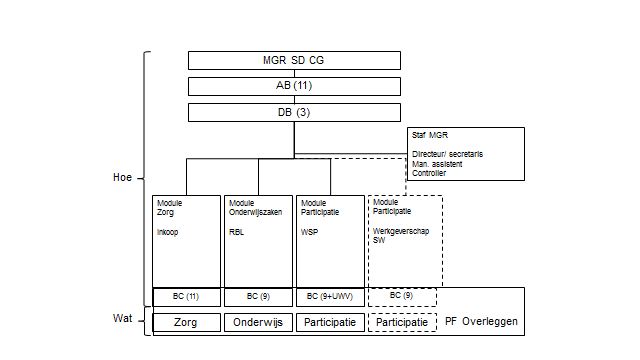 MGR SD CG
AB (11)
DB (3)
Staf MGR
Directeur/ secretaris
Man. assistent
Controller
Hoe
Module
Zorg
Inkoop
Module
Onderwijszaken
RBL
Module
Participatie
WSP
Module
Participatie
Werkgeverschap
SW
BC (11)
BC (9)
BC (9+UWV)
BC (9)
Wat
Zorg
Onderwijs
Participatie
Participatie
PF Overleggen